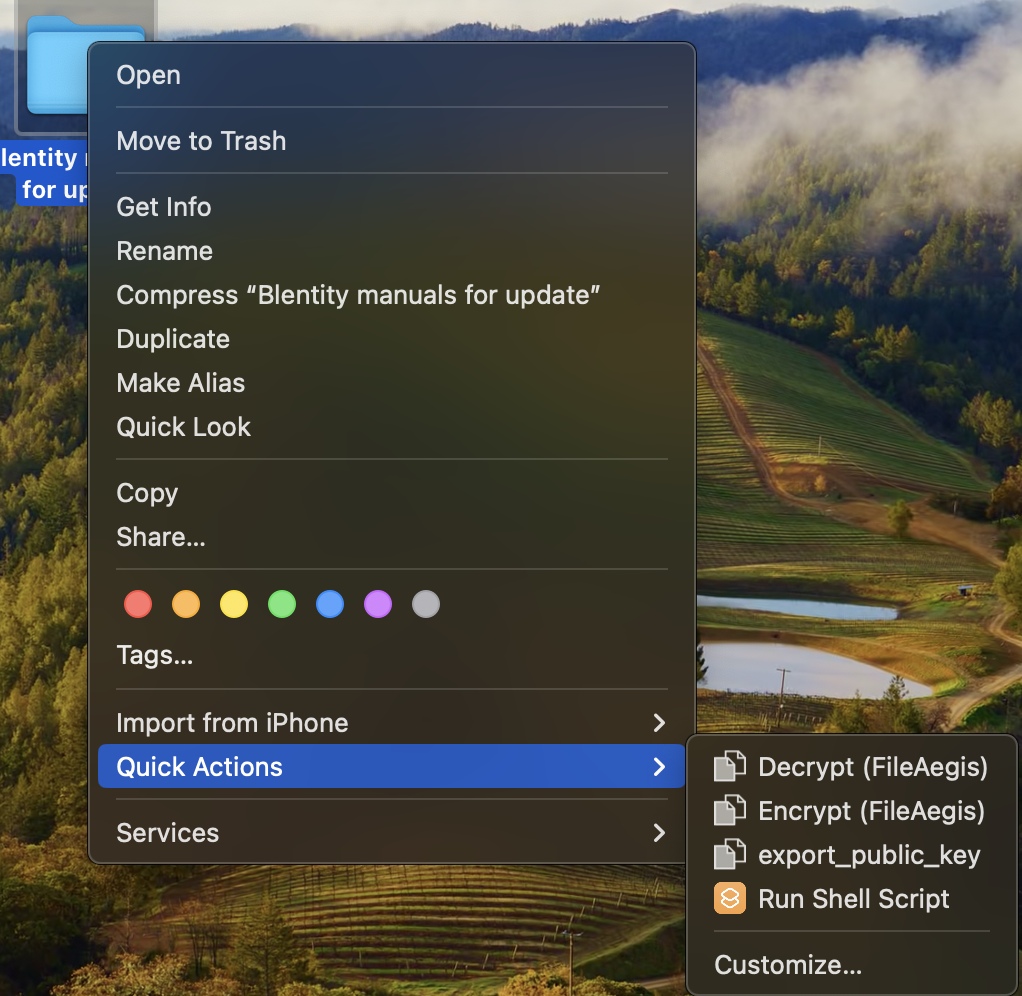 Open
Move to Trash
lentity
for up
Get Info
Rename
Compress “Blentity manuals for update”
Duplicate
Make Alias
Quick Look
Copy
Share...
Tags...
Import from iPhone
Quick Actions
Decrypt (FileAegis)
Encrypt (FileAegis)
export_public_key
Run Shell Script
Services
Customize...